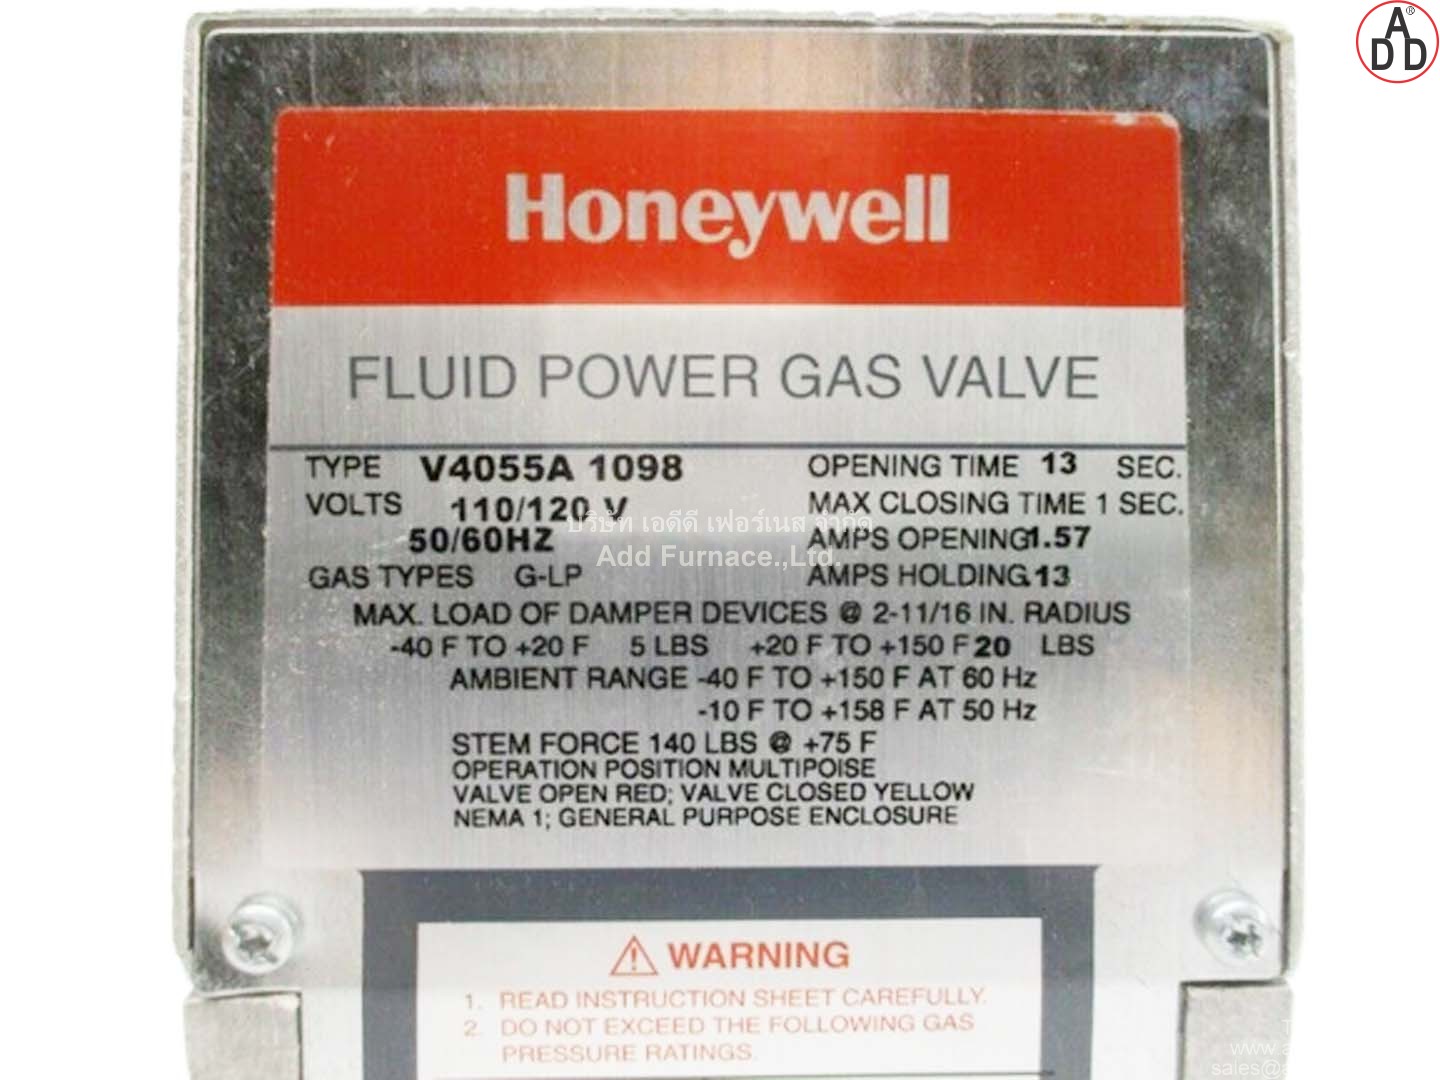 ADD®
Honeywell
FLUID POWER GAS VALVE
TYPE V4055A 1098 OPENING TIME 13 SEC.
VOLTS 110/120 V MAX CLOSING TIME 1 SEC.
50/60HZ AMPS OPENING 1.57
GAS TYPES G-LP AMPS HOLDING .13
บริษัท เอดีดี เฟอร์เนส จำกัด
Add Furnace.,Ltd.
MAX. LOAD OF DAMPER DEVICES @ 2-11/16 IN. RADIUS
-40 F TO +20 F 5 LBS +20 F TO +150 F 20 LBS
AMBIENT RANGE -40 F TO +150 F AT 60 Hz
-10 F TO +158 F AT 50 Hz
STEM FORCE 140 LBS @ +75 F
OPERATION POSITION MULTIPOISE
VALVE OPEN RED; VALVE CLOSED YELLOW
NEMA 1; GENERAL PURPOSE ENCLOSURE
WARNING
1. READ INSTRUCTION SHEET CAREFULLY.
2. DO NOT EXCEED THE FOLLOWING GAS
PRESSURE RATINGS.